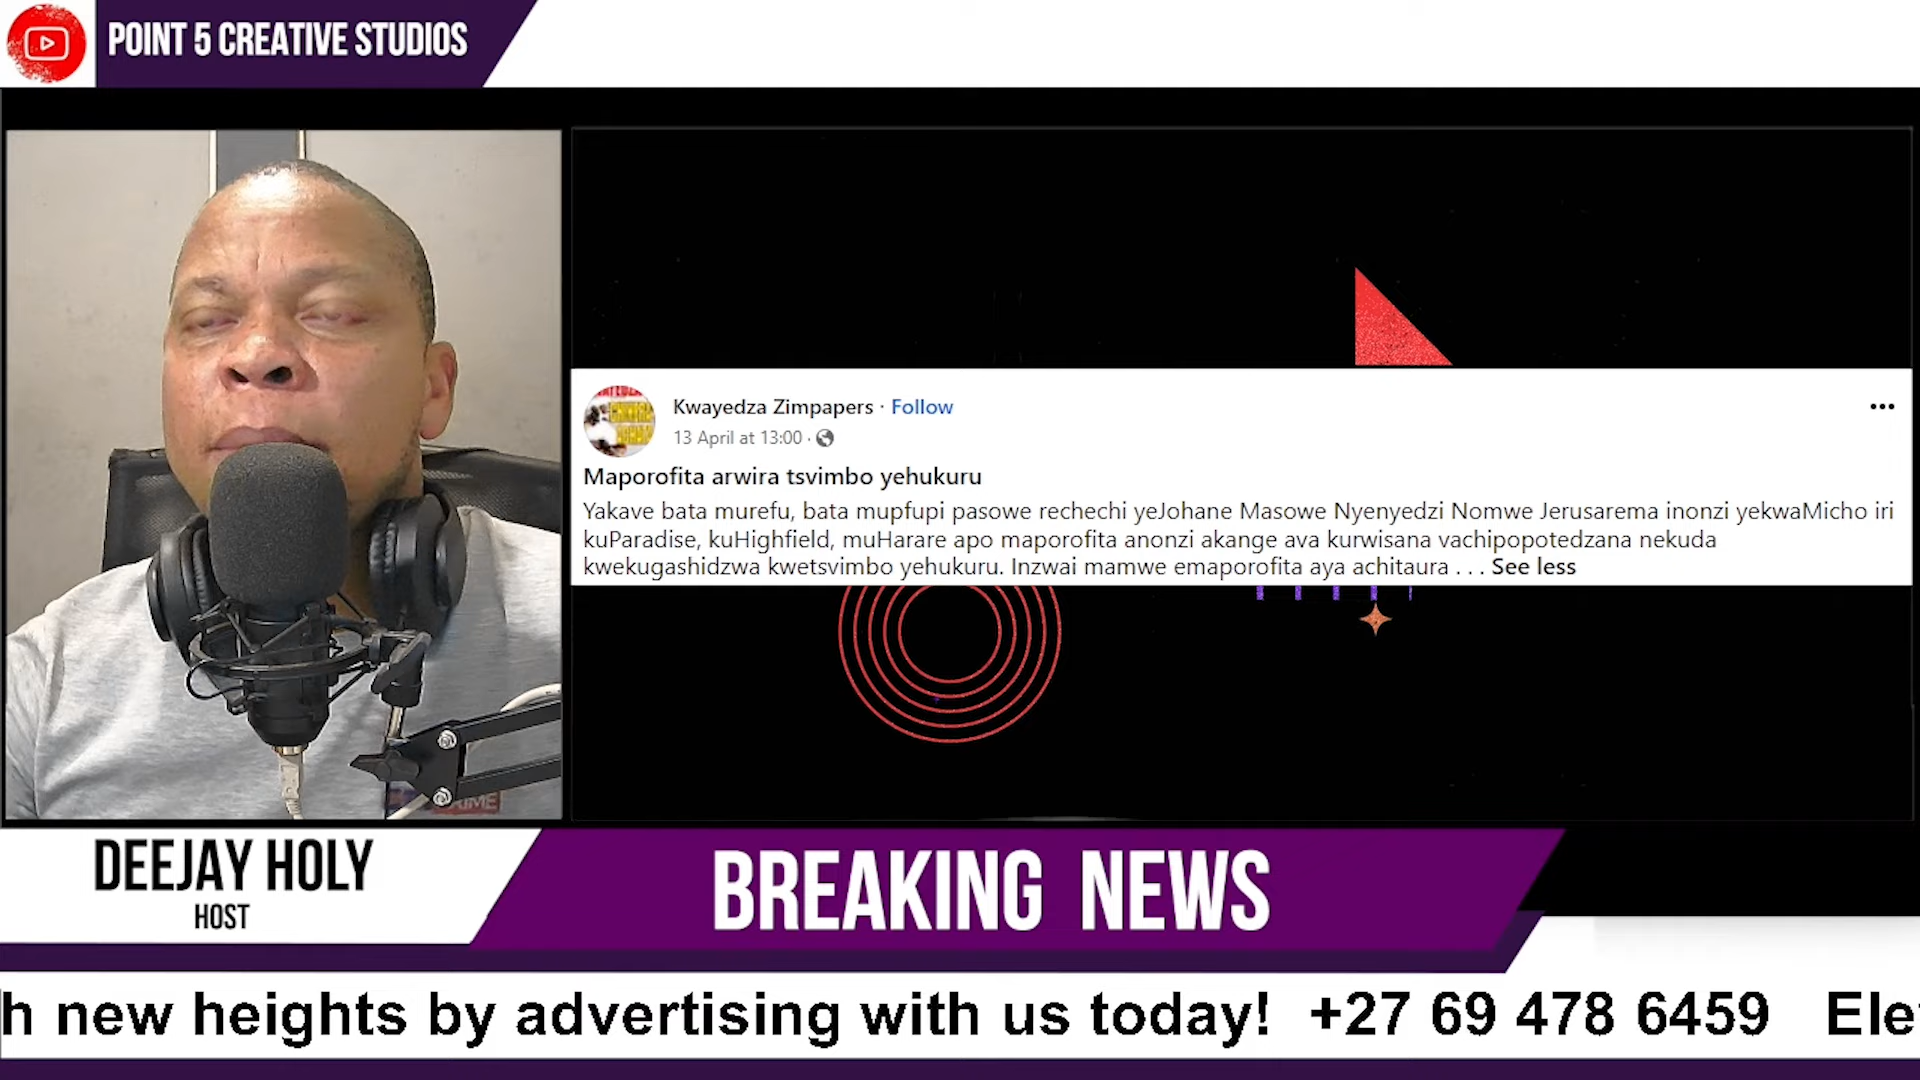 POINT 5 CREATIVE STUDIOS
Kwayedza Zimpapers · Follow
13 April at 13:00 ·
Maporofita arwira tsvimbo yehukuru
Yakave bata murefu, bata mupfupi pasowe rechechi yeJohane Masowe Nyenyedzi Nomwe Jerusarema inonzi yekwaMicho iri
kuParadise, kuHighfield, muHarare apo maporofita anonzi akange ava kurwisana vachipopotedzana nekuda
kwekugashidzwa kwetsvimbo yehukuru. Inzwai mamwe emaporofita aya achitaura . . . See less
DEEJAY HOLY
HOST
BREAKING NEWS
h new heights by advertising with us today! +27 69 478 6459 Ele